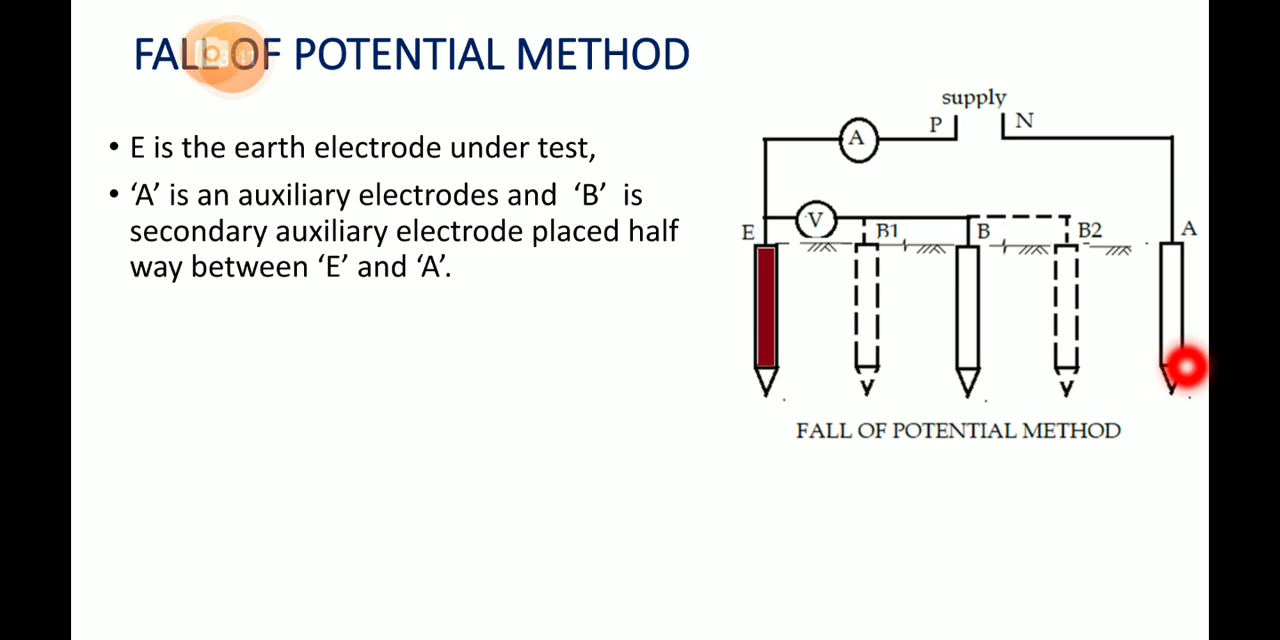 FALL OF POTENTIAL METHOD
• E is the earth electrode under test,
• ‘A’ is an auxiliary electrodes and ‘B’ is
secondary auxiliary electrode placed half
way between ‘E’ and ‘A’.
supply
P
N
A
V
E
B1
B
B2
A
FALL OF POTENTIAL METHOD